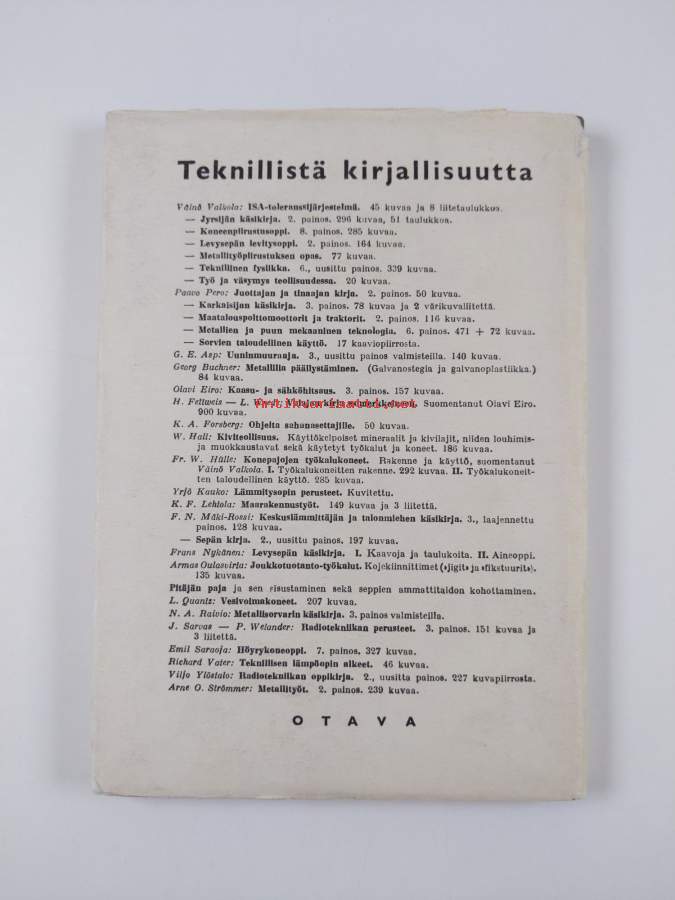 Teknillistä kirjallisuutta
Väinö Valkola: ISA-toleranssijärjestelmä. 45 kuvaa ja 8 liitetaulukkoa.
— Jyrsijän käsikirja. 2. painos. 296 kuvaa, 51 taulukkoa.
— Koneenpiirustusoppi. 8. painos. 285 kuvaa.
— Levysepän levitysoppi. 2. painos. 164 kuvaa.
— Metallityöpiirustuksen opas. 77 kuvaa.
— Teknillinen fysiikka. 6., uusittu painos. 339 kuvaa.
— Työ ja väsymys teollisuudessa. 20 kuvaa.
Paavo Pero: Juottajan ja tinaajan kirja. 2. painos. 50 kuvaa.
— Karkaisijan käsikirja. 3. painos. 78 kuvaa ja 2 värikuvaliitettä.
— Maatalouspolttomoottorit ja traktorit. 2. painos. 116 kuvaa.
— Metallien ja puun mekaaninen teknologia. 6. painos. 471 + 72 kuvaa.
— Sorvien taloudellinen käyttö. 17 kaaviopiirrosta.
G. E. Asp: Uuninmuuraaja. 3., uusittu painos valmisteilla. 140 kuvaa.
Georg Buchner: Metallilla päällystäminen. (Galvanostegia ja galvanoplastiikka.)
84 kuvaa.
Olavi Eiro: Kaasu- ja sähköhitsaus. 3. painos. 157 kuvaa.
H. Fettweis — L. Suomentanut Olavi Eiro.
900 kuvaa.
K. A. Forsberg: Ohjeita sahanasettajille. 50 kuvaa.
W. Hall: Kiviteollisuus. Käyttökelpoiset mineraalit ja kivilajit, niiden louhimis-
ja muokkaustavat sekä käytetyt työkalut ja koneet. 186 kuvaa.
Fr. W. Hülle: Konepajojen työkalukoneet. Rakenne ja käyttö, suomentanut
Väinö Valkola. I. Työkalukoneitten rakenne. 292 kuvaa. II. Työkalukoneit-
ten taloudellinen käyttö. 285 kuvaa.
Yrjö Kauko: Lämmitysopin perusteet. Kuvitettu.
K. F. Lehtola: Maarakennustyöt. 149 kuvaa ja 3 liitettä.
F. N. Mäki-Rossi: Keskuslämmittäjän ja talonmiehen käsikirja. 3., laajennettu
painos. 128 kuvaa.
— Sepän kirja. 2., uusittu painos. 197 kuvaa.
Frans Nykänen: Levysepän käsikirja. I. Kaavoja ja taulukoita. II. Aineoppi.
Armas Oulasvirta: Joukkotuotanto-työkalut. Kojekiinnittimet (»jigit» ja »fikstuurit»).
135 kuvaa.
Pitäjän paja ja sen sisustaminen sekä seppien ammattitaidon kohottaminen.
L. Quantz: Vesivoimakoneet. 207 kuvaa.
N. A. Raivio: Metallisorvarin käsikirja. 3. painos valmisteilla.
J. Sarvas — P. Welander: Radiotekniikan perusteet. 3. painos. 151 kuvaa ja
3 liitettä.
Emil Saraoja: Höyrykoneoppi. 7. painos. 327 kuvaa.
Richard Vater: Teknillisen lämpöopin alkeet. 46 kuvaa.
Viljo Ylöstalo: Radiotekniikan oppikirja. 2., uusittu painos. 227 kuvapiirrosta.
Arne O. Strömmer: Metallityöt. 2. painos. 239 kuvaa.
OTAVA